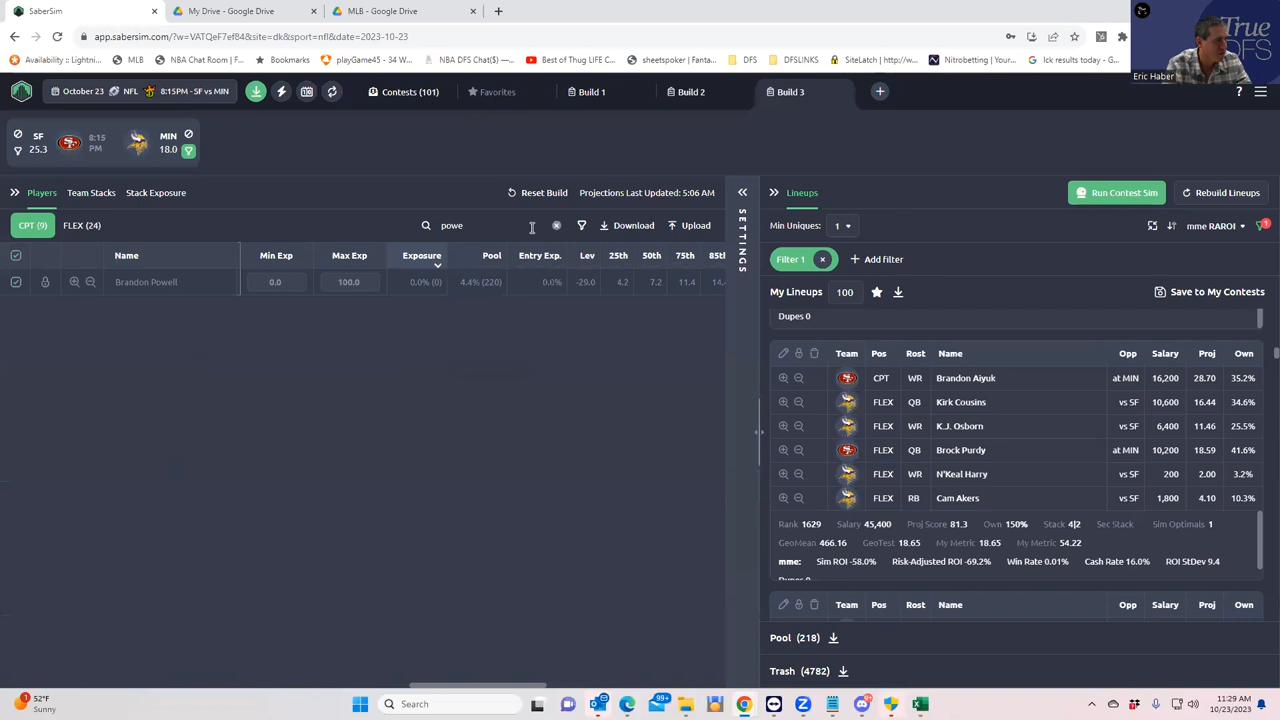 SaberSim
My Drive - Google Drive
MLB - Google Drive
True
DFS
Eric Haber
app.sabersim.com/?w=VATQeF7ef84&site=dk&sport=nfl&date=2023-10-23
Availability :: Lightni...
MLB
NBA Chat Room | Fa...
Bookmarks
playGame45 - 34 W...
NBA DFS Chat($) —...
Best of Thug LIFE C...
sheetspoker | Fanta...
DFS
DFSLINKS
SiteLatch | http://w...
Nitrobetting | Your...
Ick results today | G...
October 23
NFL
8:15PM - SF vs MIN
Contests (101)
Favorites
Build 1
Build 2
Build 3
?
SF 25.3
8:15 PM
MIN 18.0
Players
Team Stacks
Stack Exposure
Reset Build
Projections Last Updated: 5:06 AM
CPT (9)
FLEX (24)
powe
Download
Upload
Name Min Exp Max Exp Exposure Pool Entry Exp. Lev 25th 50th 75th 85th
Brandon Powell 0.0 100.0 0.0% (0) 4.4% (220) 0.0% -29.0 4.2 7.2 11.4 14.
SETTINGS
Lineups
Run Contest Sim
Rebuild Lineups
Min Uniques: 1
mme RAROI
1
Filter 1
Add filter
My Lineups 100
Save to My Contests
Dupes 0
Team Pos Rost Name Opp Salary Proj Own
CPT WR Brandon Aiyuk at MIN 16,200 28.70 35.2%
FLEX QB Kirk Cousins vs SF 10,600 16.44 34.6%
FLEX WR K.J. Osborn vs SF 6,400 11.46 25.5%
FLEX QB Brock Purdy at MIN 10,200 18.59 41.6%
FLEX WR N'Keal Harry vs SF 200 2.00 3.2%
FLEX RB Cam Akers vs SF 1,800 4.10 10.3%
Rank 1629 Salary 45,400 Proj Score 81.3 Own 150% Stack 4|2 Sec Stack Sim Optimals 1
GeoMean 466.16 GeoTest 18.65 My Metric 18.65 My Metric 54.22
mme: Sim ROI -58.0% Risk-Adjusted ROI -69.2% Win Rate 0.01% Cash Rate 16.0% ROI StDev 9.4
Dupes 0
Team Pos Rost Name Opp Salary Proj Own
Pool (218)
Trash (4782)
1
52°F
Sunny
Search
99+
11:29 AM
10/23/2023